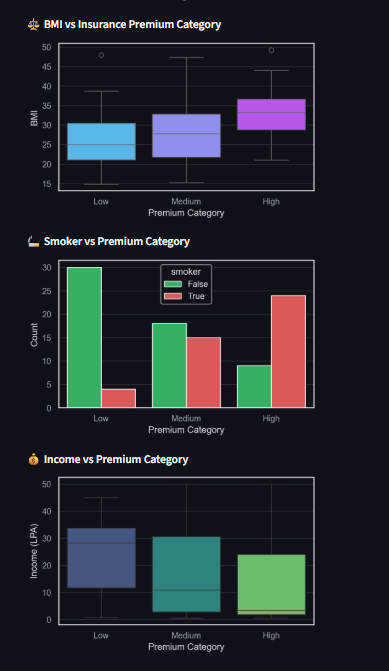 ⚖️ BMI vs Insurance Premium Category
50
45
40
35
30
25
20
15
BMI
Low Medium High
Premium Category
🚬 Smoker vs Premium Category
30
25
20
15
10
5
0
Count
smoker
False
True
Low Medium High
Premium Category
💰 Income vs Premium Category
50
40
30
20
10
0
Income (LPA)
Low Medium High
Premium Category